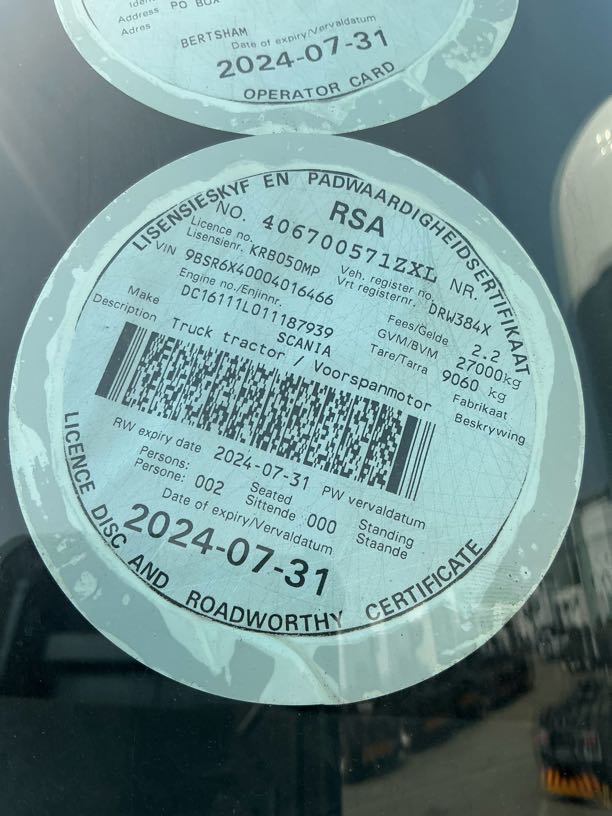 Address PO BOX
Adres
BERTSHAM
Date of expiry/Vervaldatum
2024-07-31
OPERATOR CARD
LISENSIESKYF EN PADWAARDIGHEIDSERTIFIKAAT
RSA
NO. 406700571ZXL NR.
Licence no. Veh. register no.
Lisensienr. KRB050MP Vrt registernr. DRW384X
VIN 9BSR6X40004016466 Fees/Gelde 2.2
Engine no./Enjinnr. GVM/BVM 27000kg
DC16111L011187939 Tare/Tarra 9060 kg
Make SCANIA Fabrikaat
Description Truck tractor / Voorspanmotor Beskrywing
RW expiry date 2024-07-31 PW vervaldatum
Persons: Seated Standing
Persone: 002 Sittende 000 Staande
Date of expiry/Vervaldatum
2024-07-31
LICENCE DISC AND ROADWORTHY CERTIFICATE